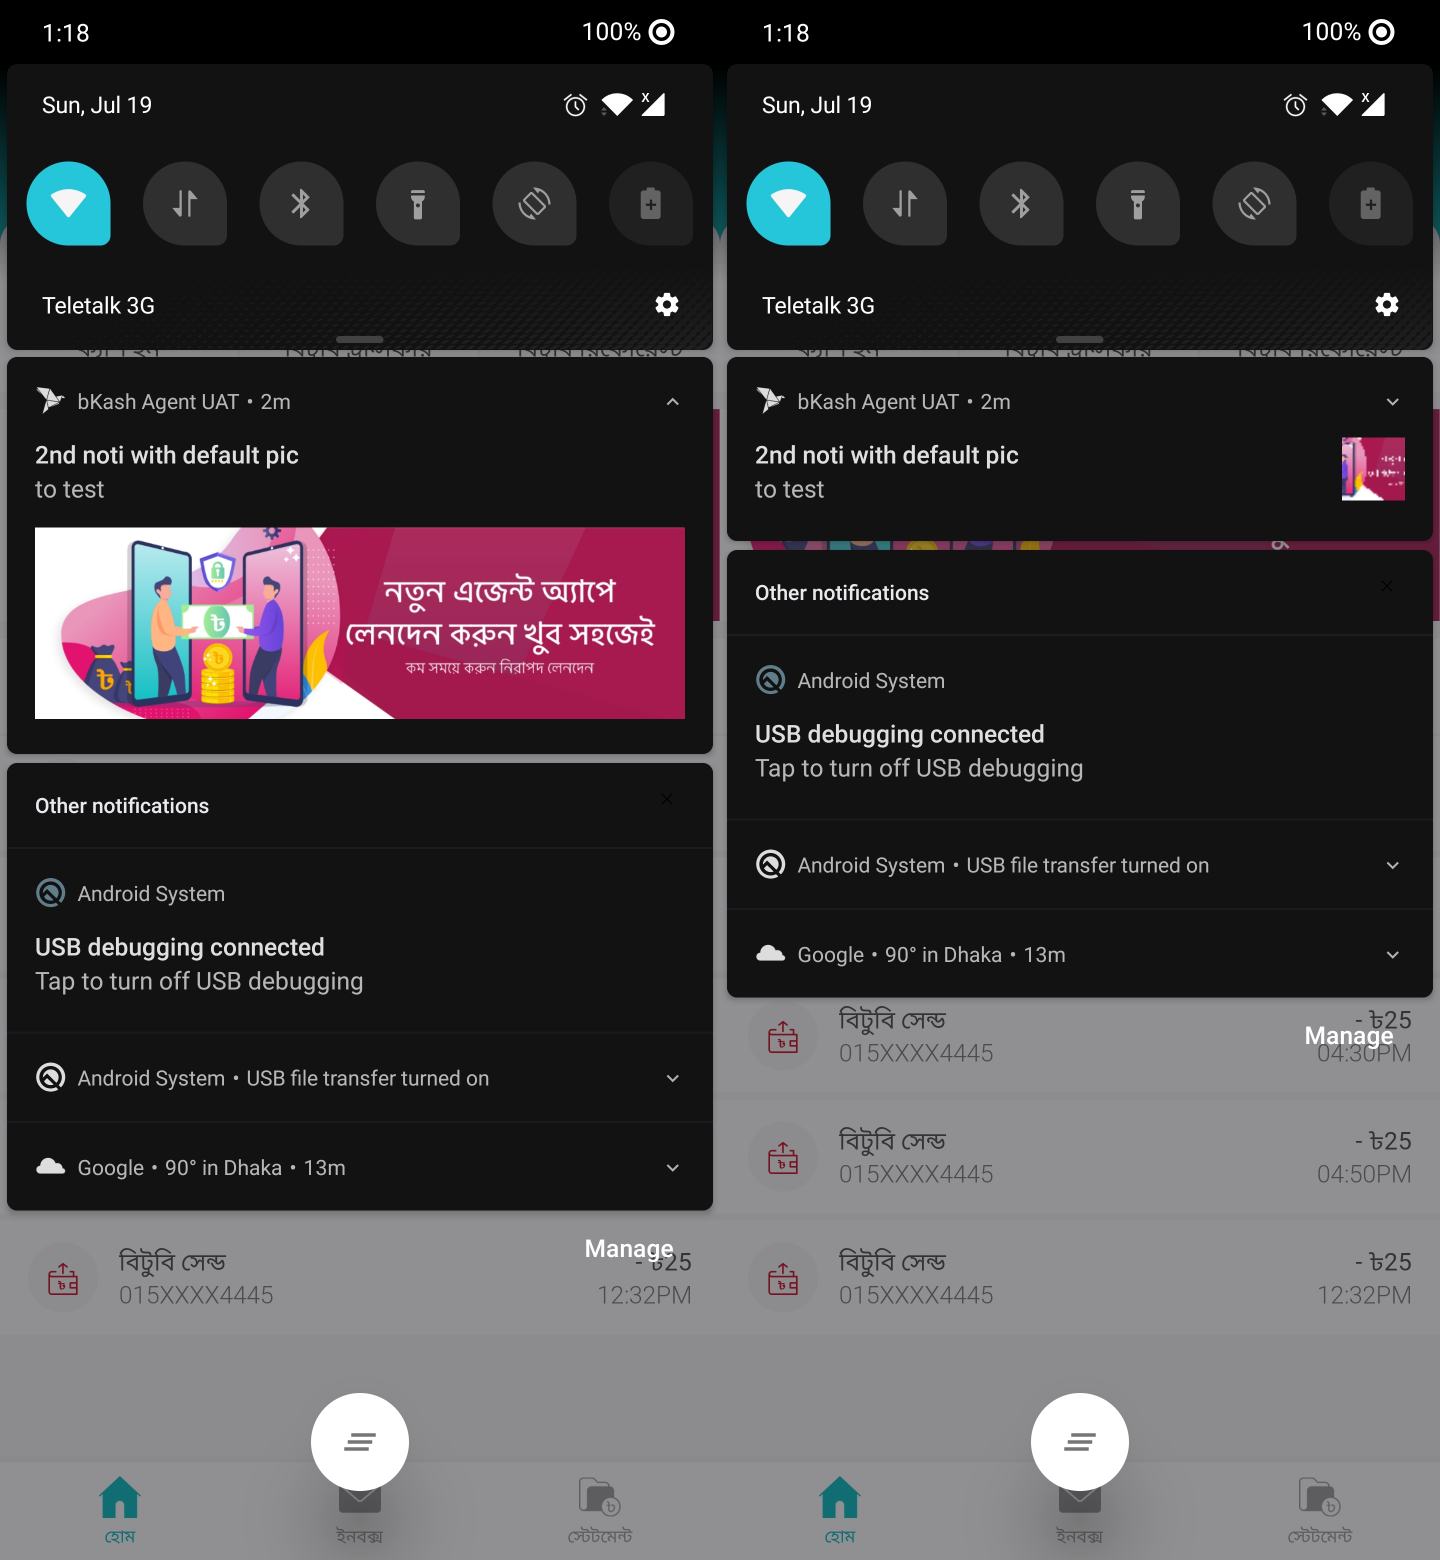 1:18
100%
Sun, Jul 19
Teletalk 3G
bKash Agent UAT • 2m
2nd noti with default pic
to test
নতুন এজেন্ট অ্যাপে
লেনদেন করুন খুব সহজেই
কম সময়ে করুন নিরাপদ লেনদেন
Other notifications
Android System
USB debugging connected
Tap to turn off USB debugging
Android System • USB file transfer turned on
Google • 90° in Dhaka • 13m
Manage
বিটুবি সেন্ড
- ৳25
015XXXX4445
12:32PM
হোম
ইনবক্স
স্টেটমেন্ট
1:18
100%
Sun, Jul 19
Teletalk 3G
bKash Agent UAT • 2m
2nd noti with default pic
to test
Other notifications
Android System
USB debugging connected
Tap to turn off USB debugging
Android System • USB file transfer turned on
Google • 90° in Dhaka • 13m
বিটুবি সেন্ড
- ৳25
Manage
015XXXX4445
04:30PM
বিটুবি সেন্ড
- ৳25
015XXXX4445
04:50PM
বিটুবি সেন্ড
- ৳25
015XXXX4445
12:32PM
হোম
ইনবক্স
স্টেটমেন্ট